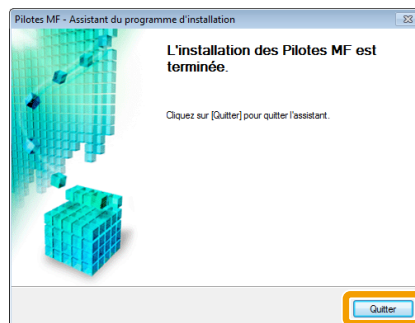 Pilotes MF - Assistant du programme d'installation
L'installation des Pilotes MF est
terminée.
Cliquez sur [Quitter] pour quitter l'assistant.
Quitter